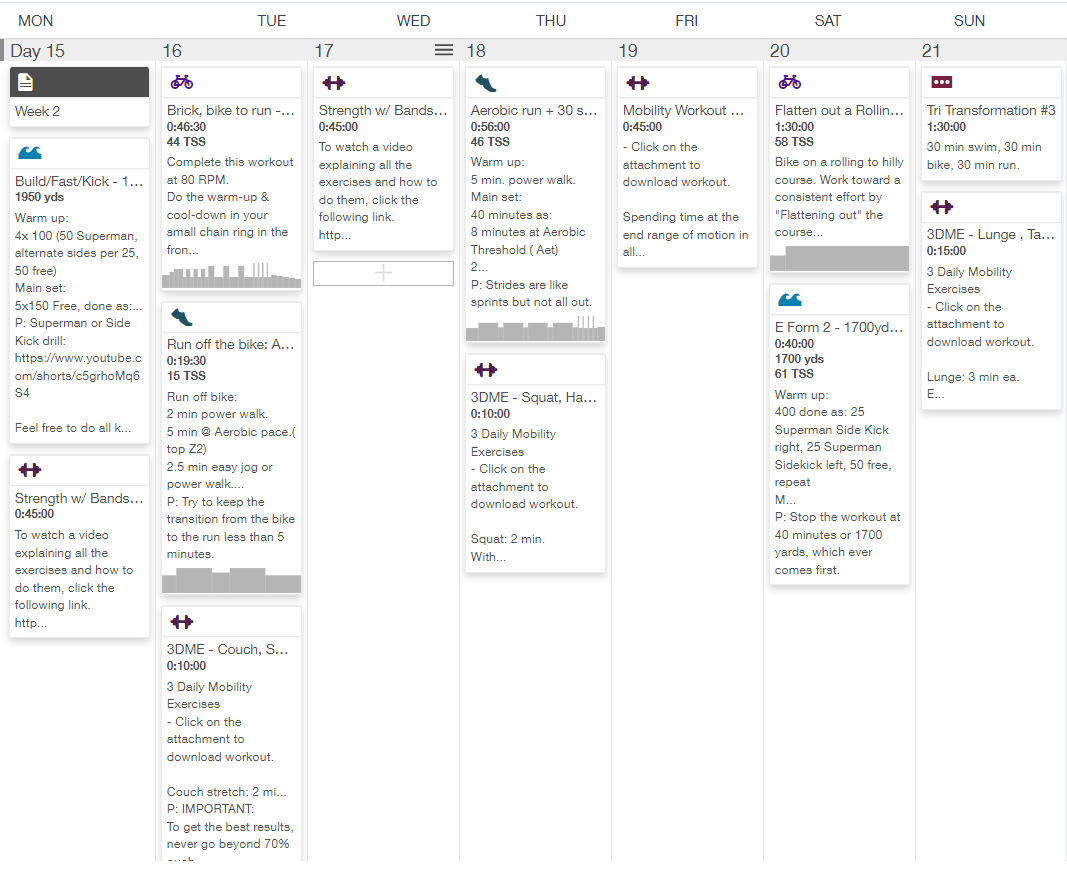 MON TUE WED THU FRI SAT SUN
Day 15 16 17 18 19 20 21
Week 2
Build/Fast/Kick - 1...
1950 yds
Warm up:
4x 100 (50 Superman,
alternate sides per 25,
50 free)
Main set:
5x150 Free, done as:...
P: Superman or Side
Kick drill:
https://www.youtube.c
om/shorts/c5grhoMq6
S4
Feel free to do all k...
Strength w/ Bands...
0:45:00
To watch a video
explaining all the
exercises and how to
do them, click the
following link.
http...
Brick, bike to run -...
0:46:30
44 TSS
Complete this workout
at 80 RPM.
Do the warm-up &
cool-down in your
small chain ring in the
fron...
Run off the bike: A...
0:19:30
15 TSS
Run off bike:
2 min power walk.
5 min @ Aerobic pace.(
top Z2)
2.5 min easy jog or
power walk....
P: Try to keep the
transition from the bike
to the run less than 5
minutes.
3DME - Couch, S...
0:10:00
3 Daily Mobility
Exercises
- Click on the
attachment to
download workout.
Couch stretch: 2 mi...
P: IMPORTANT:
To get the best results,
never go beyond 70%
Strength w/ Bands...
0:45:00
To watch a video
explaining all the
exercises and how to
do them, click the
following link.
http...
Aerobic run + 30 s...
0:56:00
46 TSS
Warm up:
5 min. power walk.
Main set:
40 minutes as:
8 minutes at Aerobic
Threshold ( Aet)
2...
P: Strides are like
sprints but not all out.
3DME - Squat, Ha...
0:10:00
3 Daily Mobility
Exercises
- Click on the
attachment to
download workout.
Squat: 2 min.
With...
Mobility Workout ...
0:45:00
- Click on the
attachment to
download workout.
Spending time at the
end range of motion in
all...
Flatten out a Rollin...
1:30:00
58 TSS
Bike on a rolling to hilly
course. Work toward a
consistent effort by
"Flattening out" the
course...
E Form 2 - 1700yd...
0:40:00
1700 yds
61 TSS
Warm up:
400 done as: 25
Superman Side Kick
right, 25 Superman
Sidekick left, 50 free,
repeat
M...
P: Stop the workout at
40 minutes or 1700
yards, which ever
comes first.
Tri Transformation #3
1:30:00
30 min swim, 30 min
bike, 30 min run.
3DME - Lunge , Ta...
0:15:00
3 Daily Mobility
Exercises
- Click on the
attachment to
download workout.
Lunge: 3 min ea.
E...